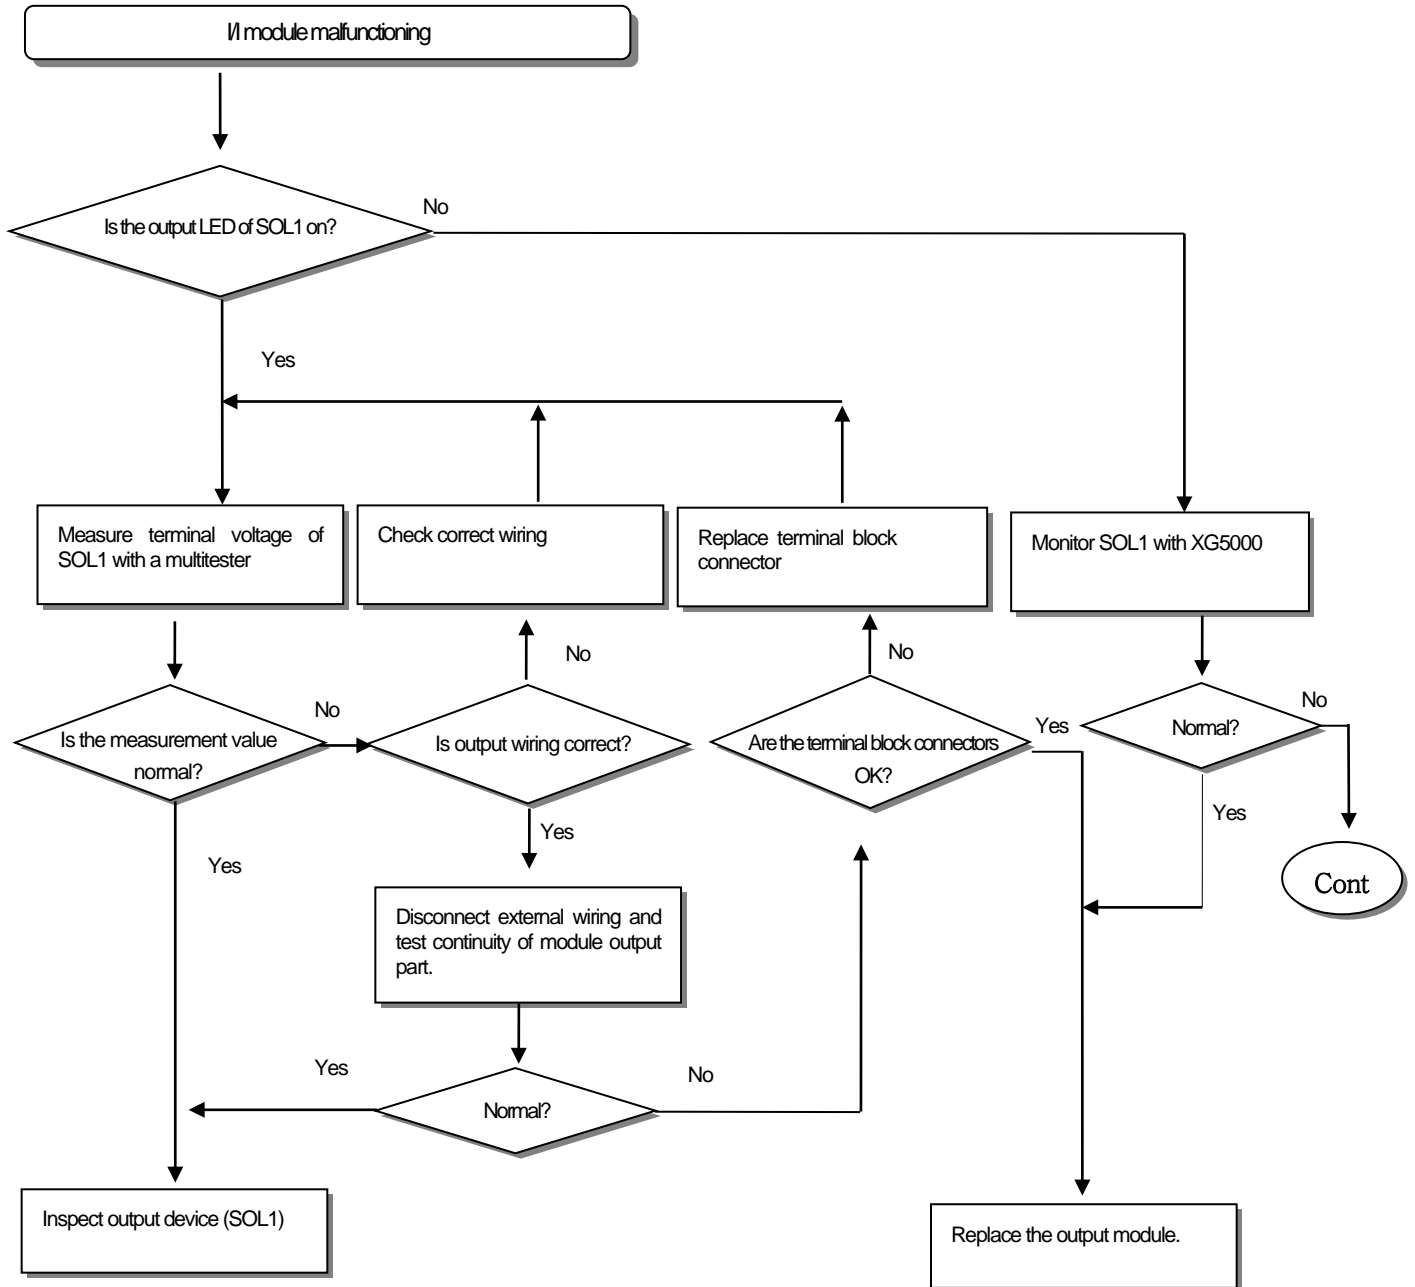 I/I module malfunctioning
Is the output LED of SOL1 on?
No
Yes
Measure terminal voltage of
SOL1 with a multitester
Check correct wiring
Replace terminal block
connector
Monitor SOL1 with XG5000
No
No
No
No
Is the measurement value
normal?
Is output wiring correct?
Are the terminal block connectors
OK?
Yes
Normal?
Yes
Yes
Yes
Cont
Disconnect external wiring and
test continuity of module output
part.
Yes
No
Normal?
Inspect output device (SOL1)
Replace the output module.